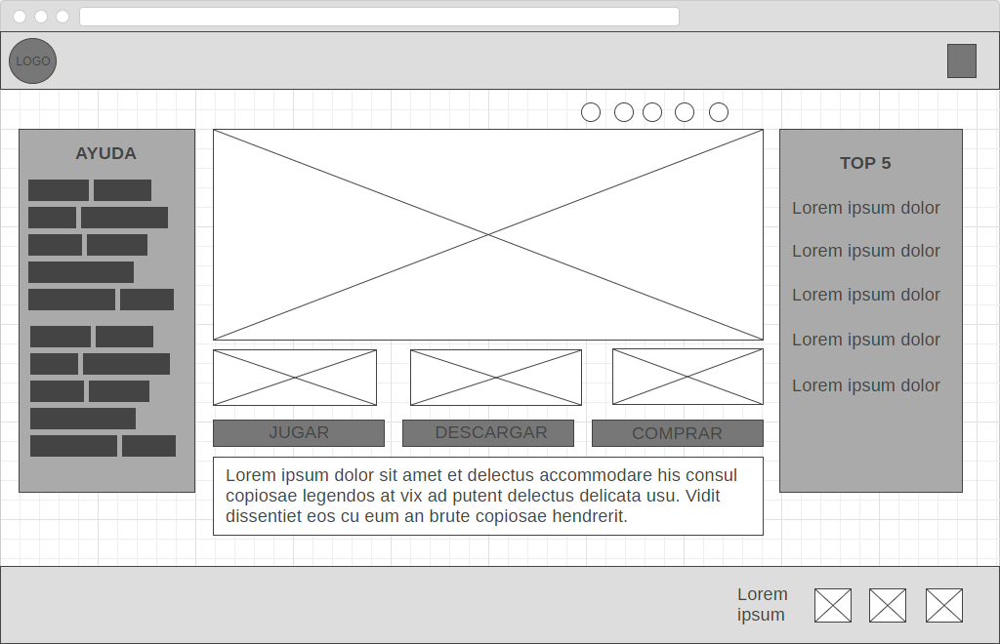 LOGO
AYUDA
TOP 5
Lorem ipsum dolor
Lorem ipsum dolor
Lorem ipsum dolor
Lorem ipsum dolor
Lorem ipsum dolor
JUGAR
DESCARGAR
COMPRAR
Lorem ipsum dolor sit amet et delectus accommodare his consul
copiosae legendos at vix ad putent delectus delicata usu. Vidit
dissentiet eos cu eum an brute copiosae hendrerit.
Lorem
ipsum